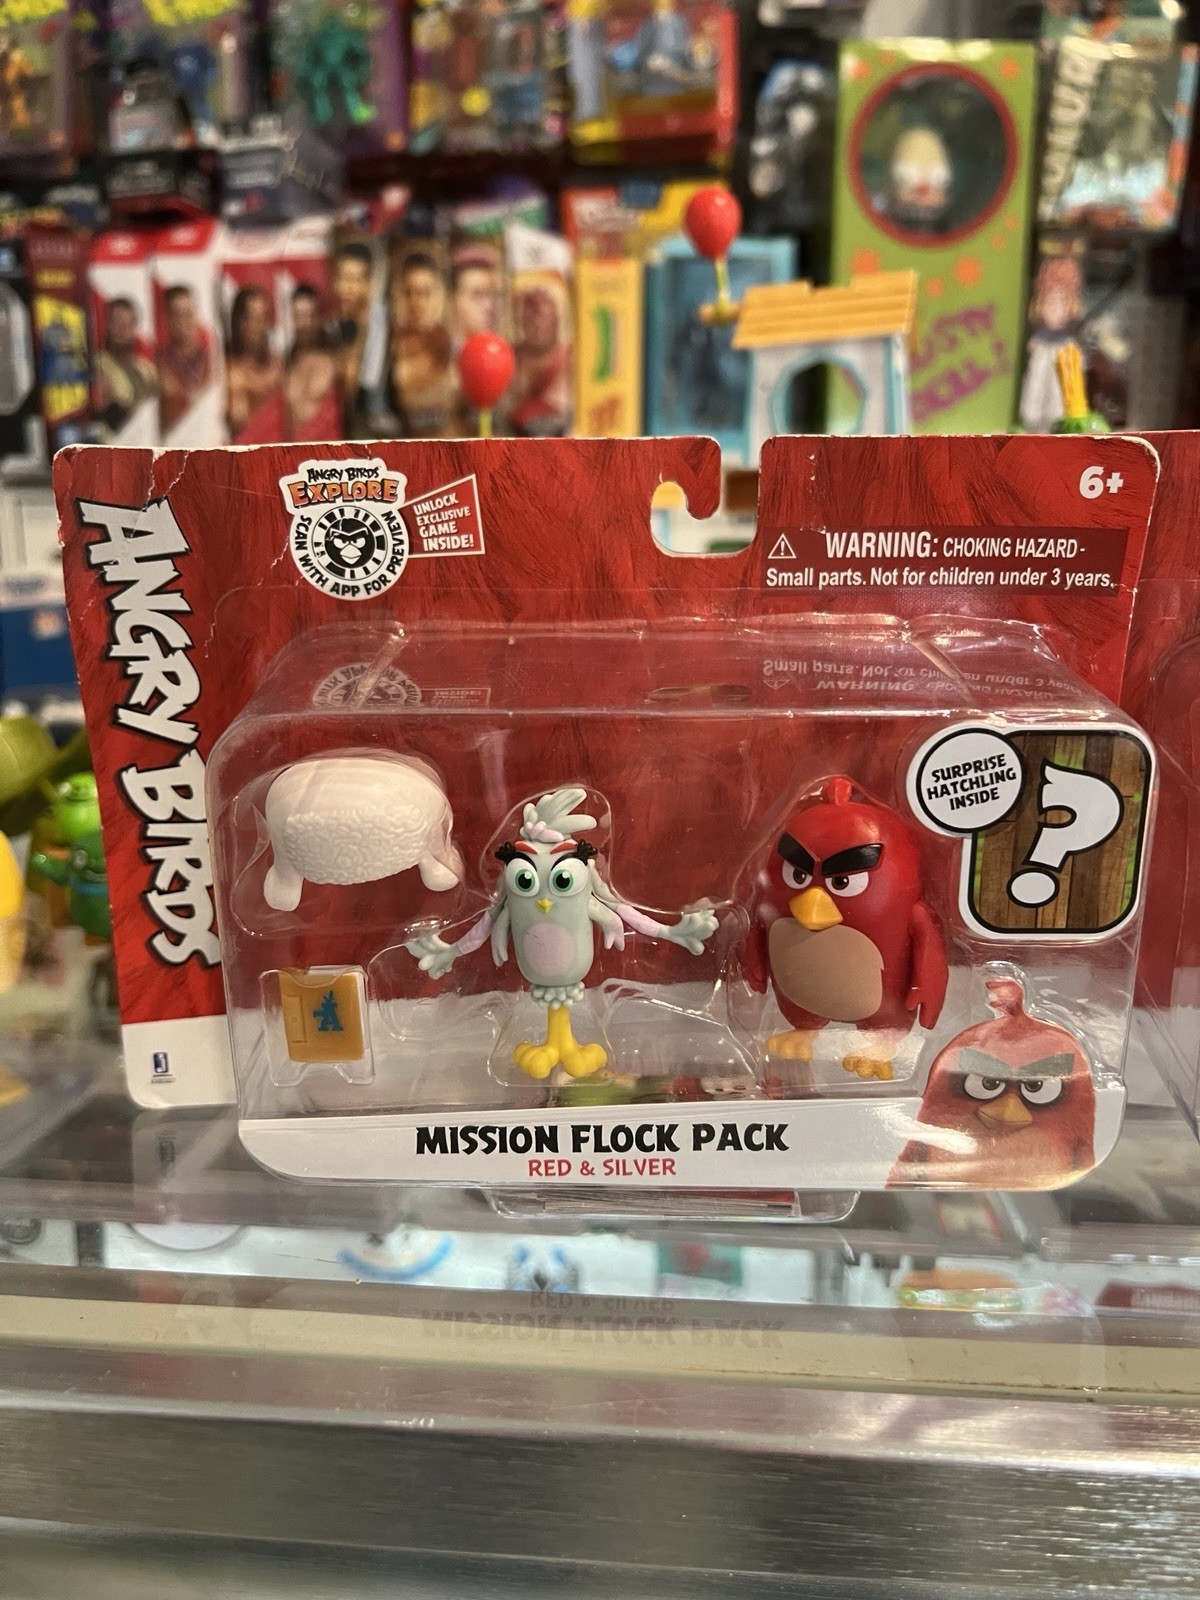 ANGRY BIRDS
ANGRY BIRDS
EXPLORE
SCAN WITH APP FOR PREVIEW
UNLOCK
EXCLUSIVE
GAME
INSIDE!
6+
WARNING: CHOKING HAZARD -
Small parts. Not for children under 3 years.
SURPRISE
HATCHLING
INSIDE
?
MISSION FLOCK PACK
RED & SILVER